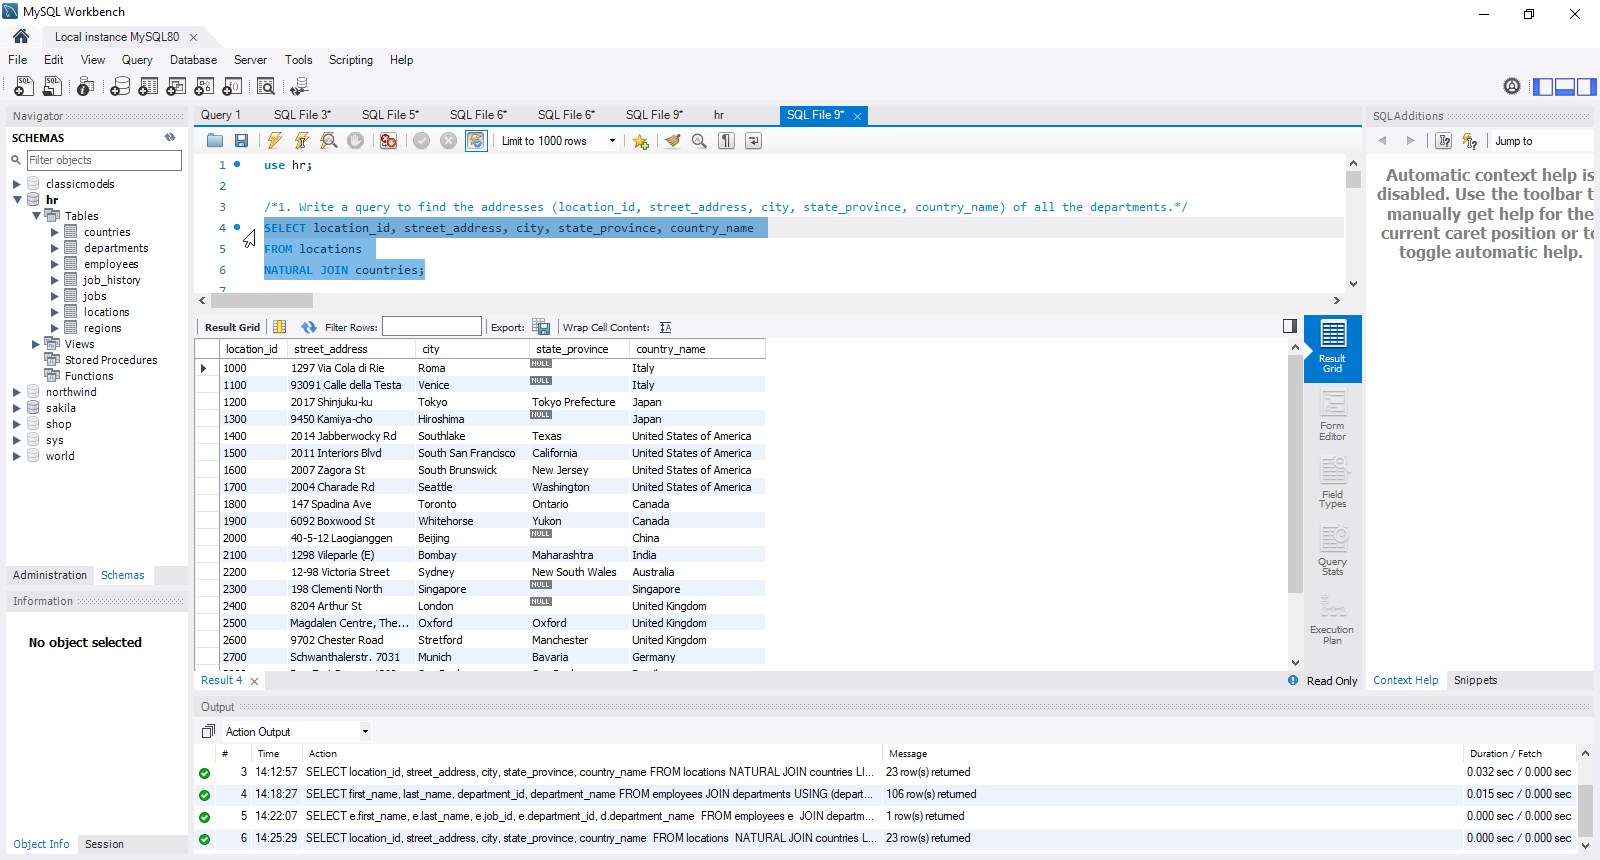 MySQL Workbench
Local instance MySQL80
File Edit View Query Database Server Tools Scripting Help
Navigator
SCHEMAS
Filter objects
classicmodels
hr
Tables
countries
departments
employees
job_history
jobs
locations
regions
Views
Stored Procedures
Functions
northwind
sakila
shop
sys
world
Administration Schemas
Information
No object selected
Object Info Session
Query 1 SQL File 3* SQL File 5* SQL File 6* SQL File 6* SQL File 9* hr SQL File 9*
Limit to 1000 rows
1 use hr;
2
3 /*1. Write a query to find the addresses (location_id, street_address, city, state_province, country_name) of all the departments.*/
4 SELECT location_id, street_address, city, state_province, country_name
5 FROM locations
6 NATURAL JOIN countries;
7
Result Grid Filter Rows: Export: Wrap Cell Content:
location_id street_address city state_province country_name
1000 1297 Via Cola di Rie Roma NULL Italy
1100 93091 Calle della Testa Venice NULL Italy
1200 2017 Shinjuku-ku Tokyo Tokyo Prefecture Japan
1300 9450 Kamiya-cho Hiroshima NULL Japan
1400 2014 Jabberwocky Rd Southlake Texas United States of America
1500 2011 Interiors Blvd South San Francisco California United States of America
1600 2007 Zagora St South Brunswick New Jersey United States of America
1700 2004 Charade Rd Seattle Washington United States of America
1800 147 Spadina Ave Toronto Ontario Canada
1900 6092 Boxwood St Whitehorse Yukon Canada
2000 40-5-12 Laogianggen Beijing NULL China
2100 1298 Vileparle (E) Bombay Maharashtra India
2200 12-98 Victoria Street Sydney New South Wales Australia
2300 198 Clementi North Singapore NULL Singapore
2400 8204 Arthur St London NULL United Kingdom
2500 Magdalen Centre, The... Oxford Oxford United Kingdom
2600 9702 Chester Road Stretford Manchester United Kingdom
2700 Schwanthalerstr. 7031 Munich Bavaria Germany
Result Grid
Form Editor
Field Types
Query Stats
Execution Plan
Result 4
Read Only
SQLAdditions
Jump to
Automatic context help is
disabled. Use the toolbar t
manually get help for the
current caret position or to
toggle automatic help.
Context Help Snippets
Output
Action Output
# Time Action Message Duration / Fetch
3 14:12:57 SELECT location_id, street_address, city, state_province, country_name FROM locations NATURAL JOIN countries LI... 23 row(s) returned 0.032 sec / 0.000 sec
4 14:18:27 SELECT first_name, last_name, department_id, department_name FROM employees JOIN departments USING (depart... 106 row(s) returned 0.015 sec / 0.000 sec
5 14:22:07 SELECT e.first_name, e.last_name, e.job_id, e.department_id, d.department_name FROM employees e JOIN departm... 1 row(s) returned 0.000 sec / 0.000 sec
6 14:25:29 SELECT location_id, street_address, city, state_province, country_name FROM locations NATURAL JOIN countries L... 23 row(s) returned 0.000 sec / 0.000 sec